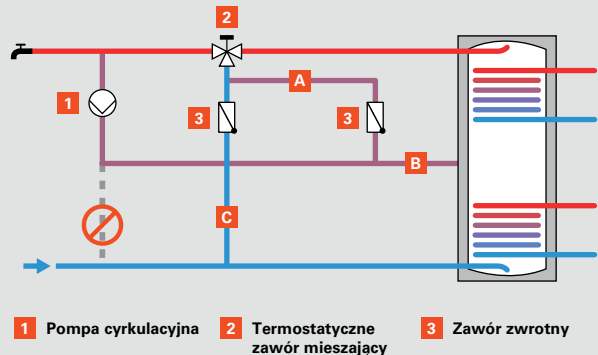 2
A
1
3
3
B
C
1 Pompa cyrkulacyjna
2 Termostatyczne
zawór mieszający
3 Zawór zwrotny